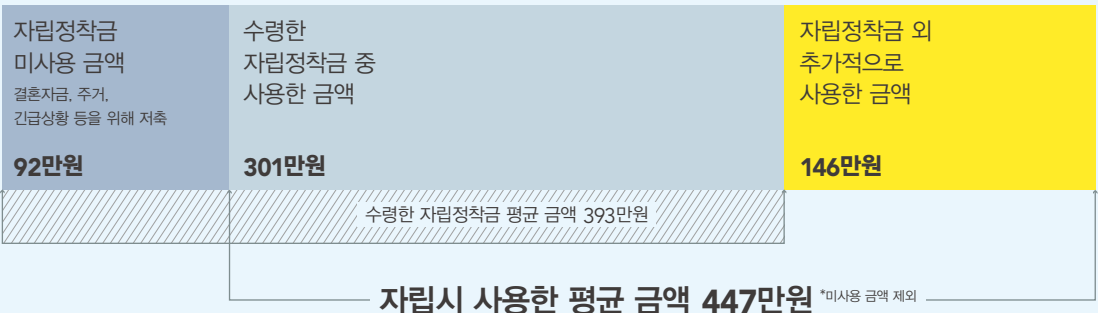 자립정착금
미사용 금액
결혼자금, 주거,
긴급상황 등을 위해 저축
92만원
수령한
자립정착금 중
사용한 금액
301만원
자립정착금 외
추가적으로
사용한 금액
146만원
수령한 자립정착금 평균 금액 393만원
자립시 사용한 평균 금액 447만원 *미사용 금액 제외